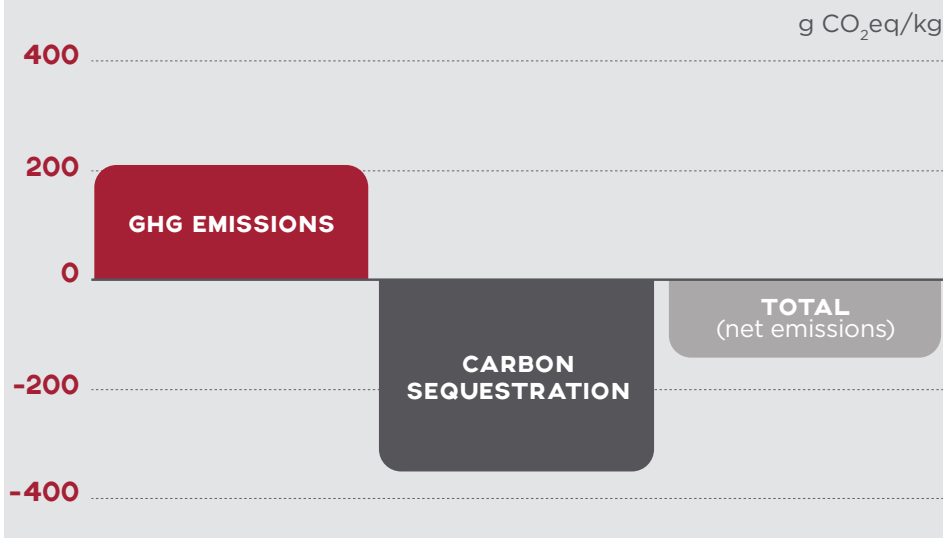 g CO₂eq/kg
400
200
GHG EMISSIONS
0
TOTAL
(net emissions)
CARBON
SEQUESTRATION
-200
-400